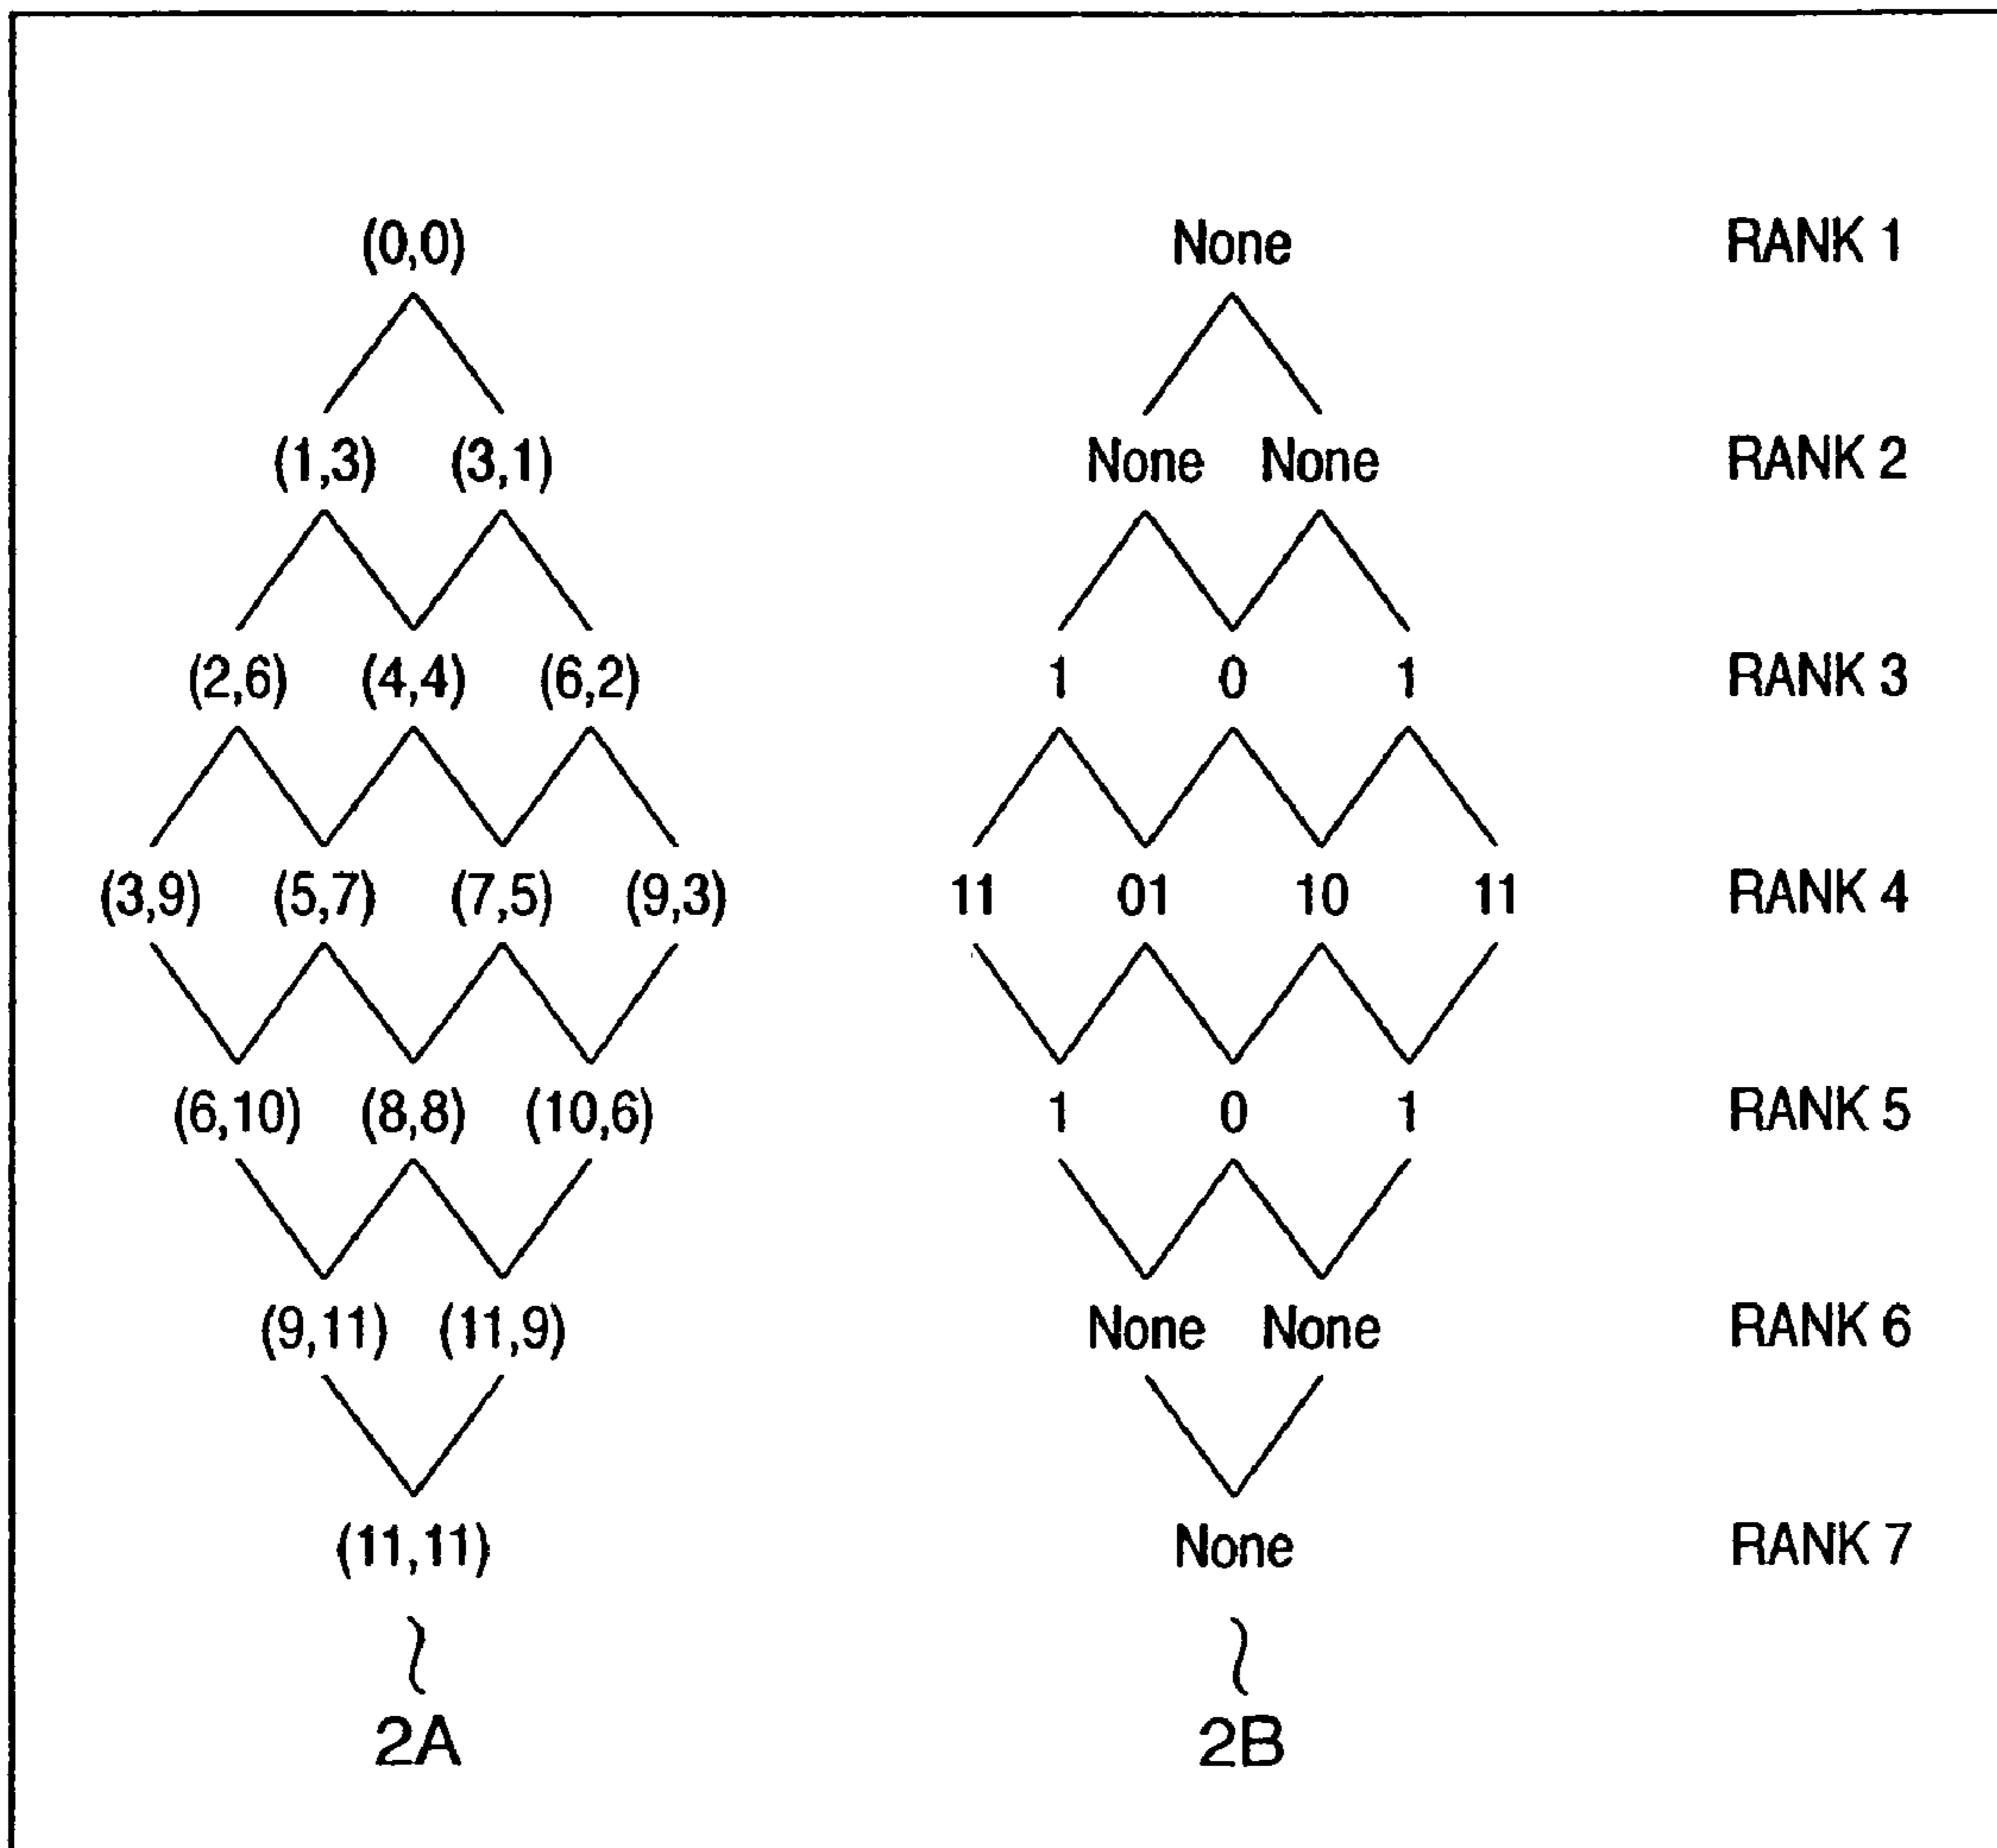 (0,0) None RANK 1
(1,3) (3,1) None None RANK 2
(2,6) (4,4) (6,2) 1 0 1 RANK 3
(3,9) (5,7) (7,5) (9,3) 11 01 10 11 RANK 4
(6,10) (8,8) (10,6) 1 0 1 RANK 5
(9,11) (11,9) None None RANK 6
(11,11) None RANK 7
2A 2B